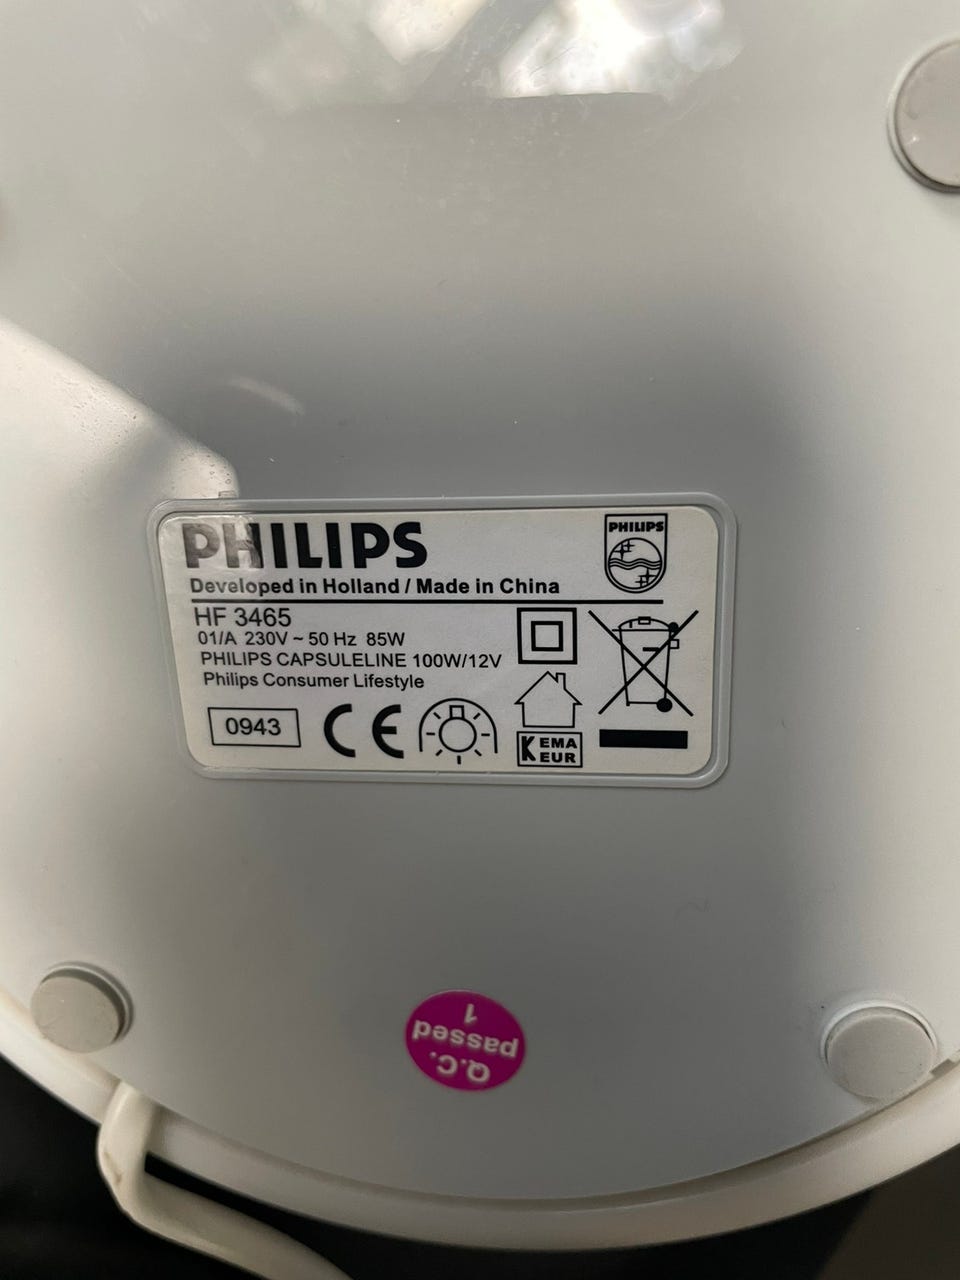 PHILIPS
PHILIPS
Developed in Holland / Made in China
HF 3465
01/A 230V ~ 50 Hz 85W
PHILIPS CAPSULELINE 100W/12V
Philips Consumer Lifestyle
0943
CE
KEMA
EUR
Q.C.
passed
1